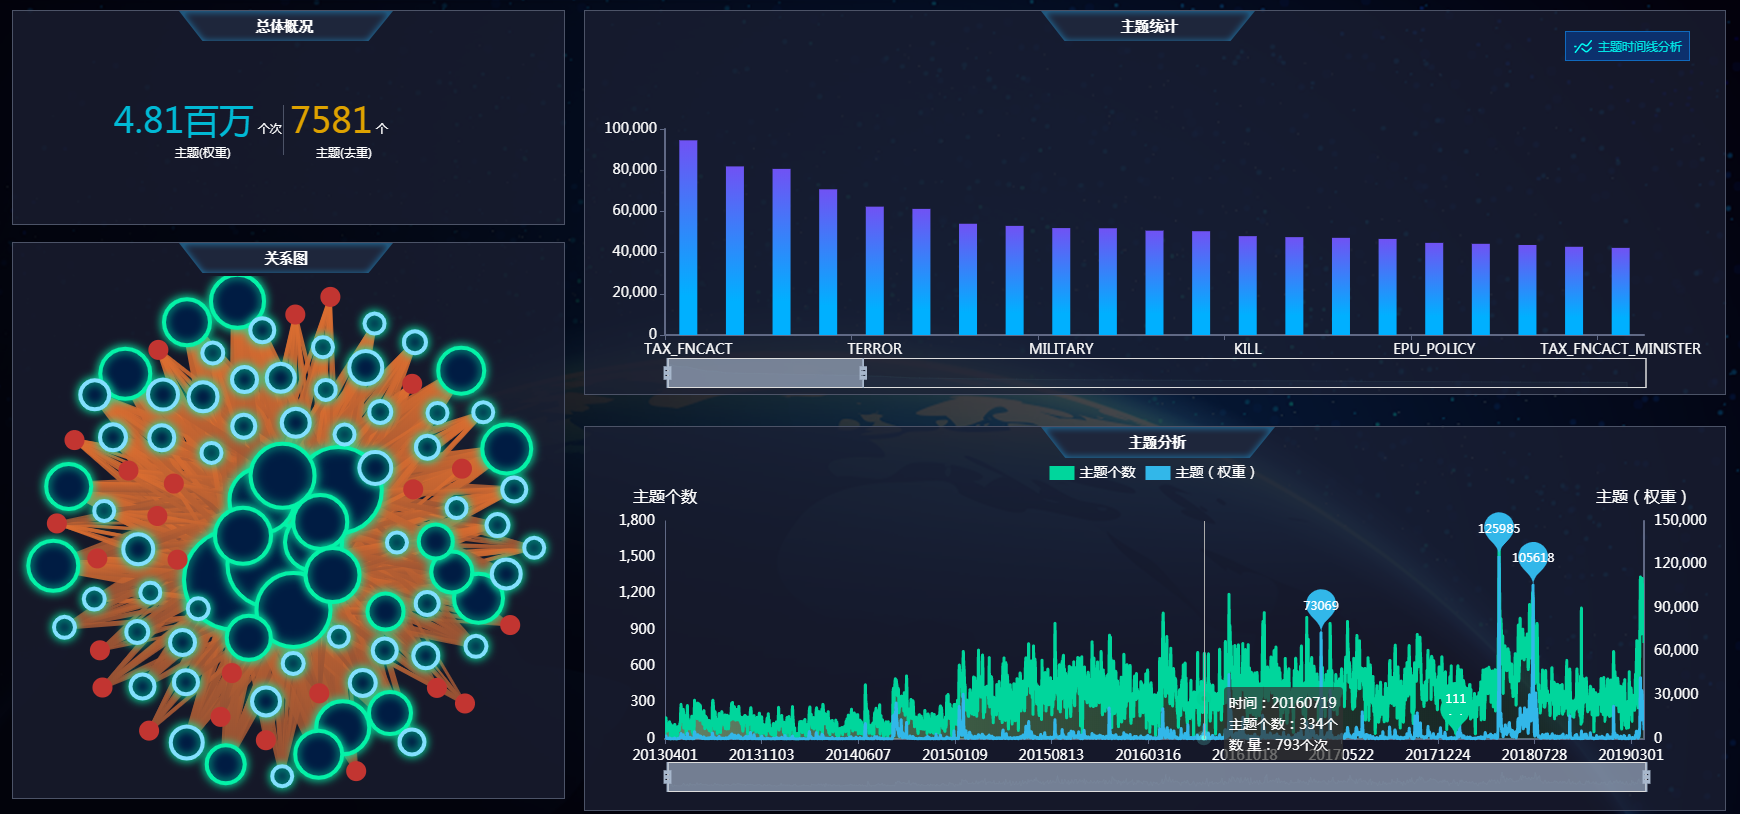 总体概况
4.81百万 个次 7581 个
主题(权重) 主题(去重)
关系图
主题统计
主题时间线分析
100,000
80,000
60,000
40,000
20,000
0
TAX_FNCACT TERROR MILITARY KILL EPU_POLICY TAX_FNCACT_MINISTER
主题分析
主题个数 主题（权重）
主题个数 主题（权重）
1,800 150,000
1,500 120,000
1,200 90,000
900 60,000
600 30,000
300 0
0
125985
105618
73069
111
时间：20160719
主题个数：334个
数 量：793个次
20130401 20131103 20140607 20150109 20150813 20160316 20161018 20170522 20171224 20180728 20190301